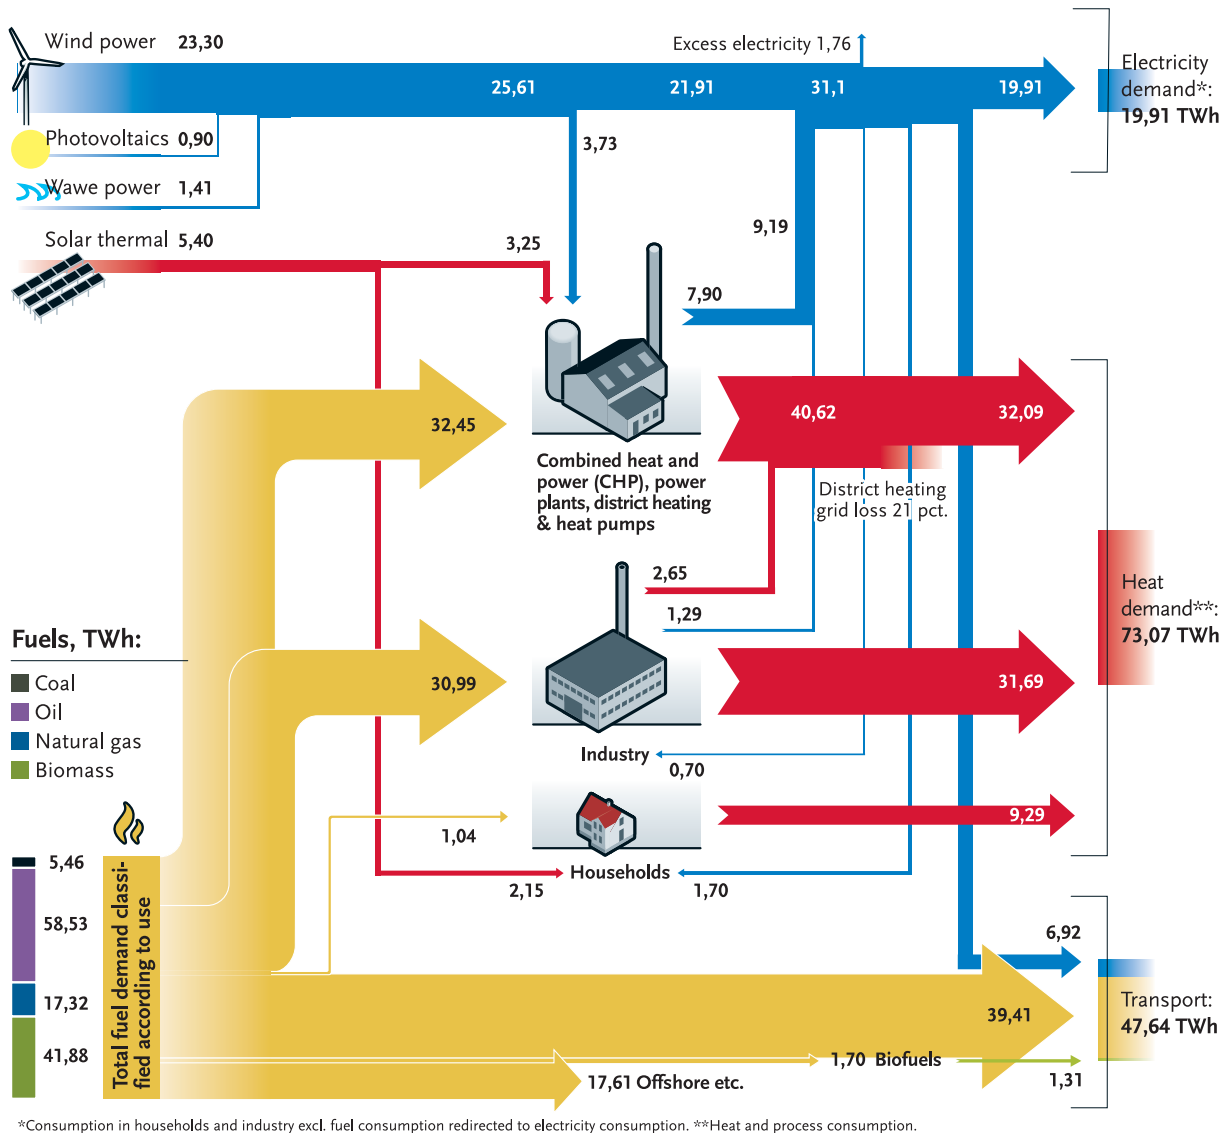 Wind power 23,30
Excess electricity 1,76
25,61 21,91 31,1 19,91
Electricity
demand*:
19,91 TWh
Photovoltaics 0,90
3,73
Wawe power 1,41
Solar thermal 5,40
3,25
9,19
7,90
32,45
40,62
32,09
Combined heat and
power (CHP), power
plants, district heating
& heat pumps
District heating
grid loss 21 pct.
2,65
1,29
Heat
demand**:
73,07 TWh
Fuels, TWh:
Coal
Oil
Natural gas
Biomass
30,99
31,69
Industry
0,70
1,04
9,29
Households
2,15
1,70
5,46
58,53
17,32
41,88
Total fuel demand classi-
fied according to use
6,92
39,41
Transport:
47,64 TWh
1,70 Biofuels
1,31
17,61 Offshore etc.
*Consumption in households and industry excl. fuel consumption redirected to electricity consumption. **Heat and process consumption.